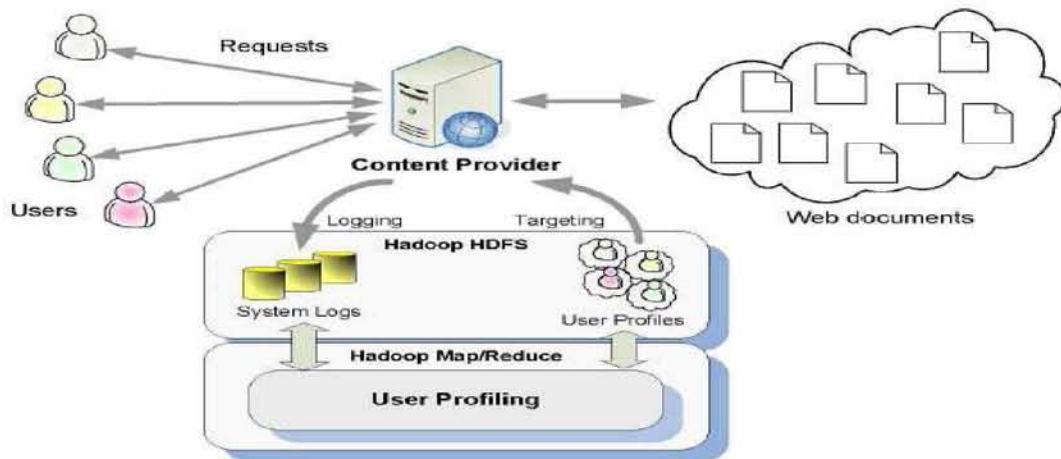 Requests
Content Provider
Users
Web documents
Logging
Targeting
Hadoop HDFS
System Logs
User Profiles
Hadoop Map/Reduce
User Profiling